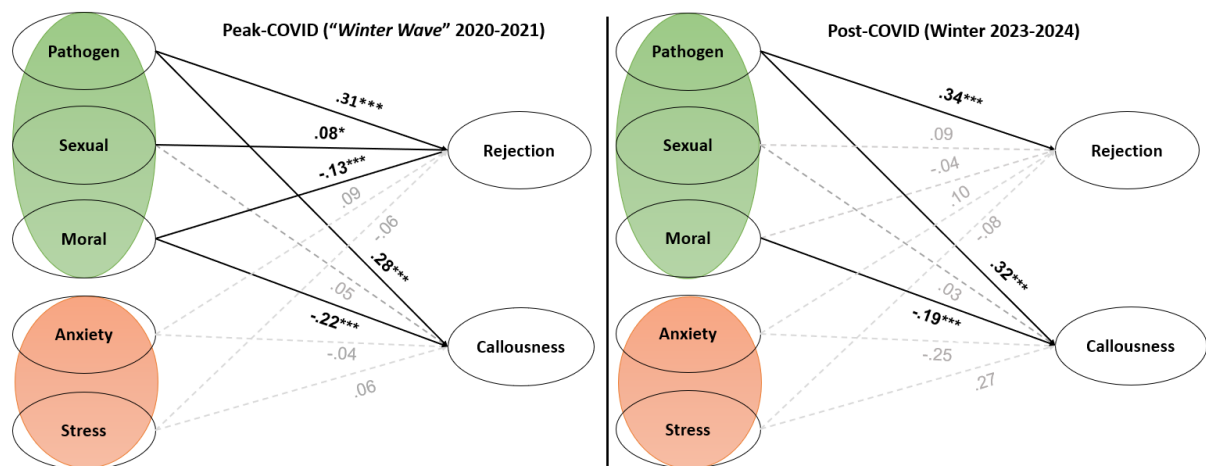 Peak-COVID ("Winter Wave" 2020-2021)
Pathogen
Sexual
Moral
Anxiety
Stress
Rejection
Callousness
.31***
.08*
-.13***
.09
-.06
.28***
.05
-.22***
-.04
.06
Post-COVID (Winter 2023-2024)
Pathogen
Sexual
Moral
Anxiety
Stress
Rejection
Callousness
.34***
.09
-.04
.10
-.08
.32***
.03
-.19***
-.25
.27